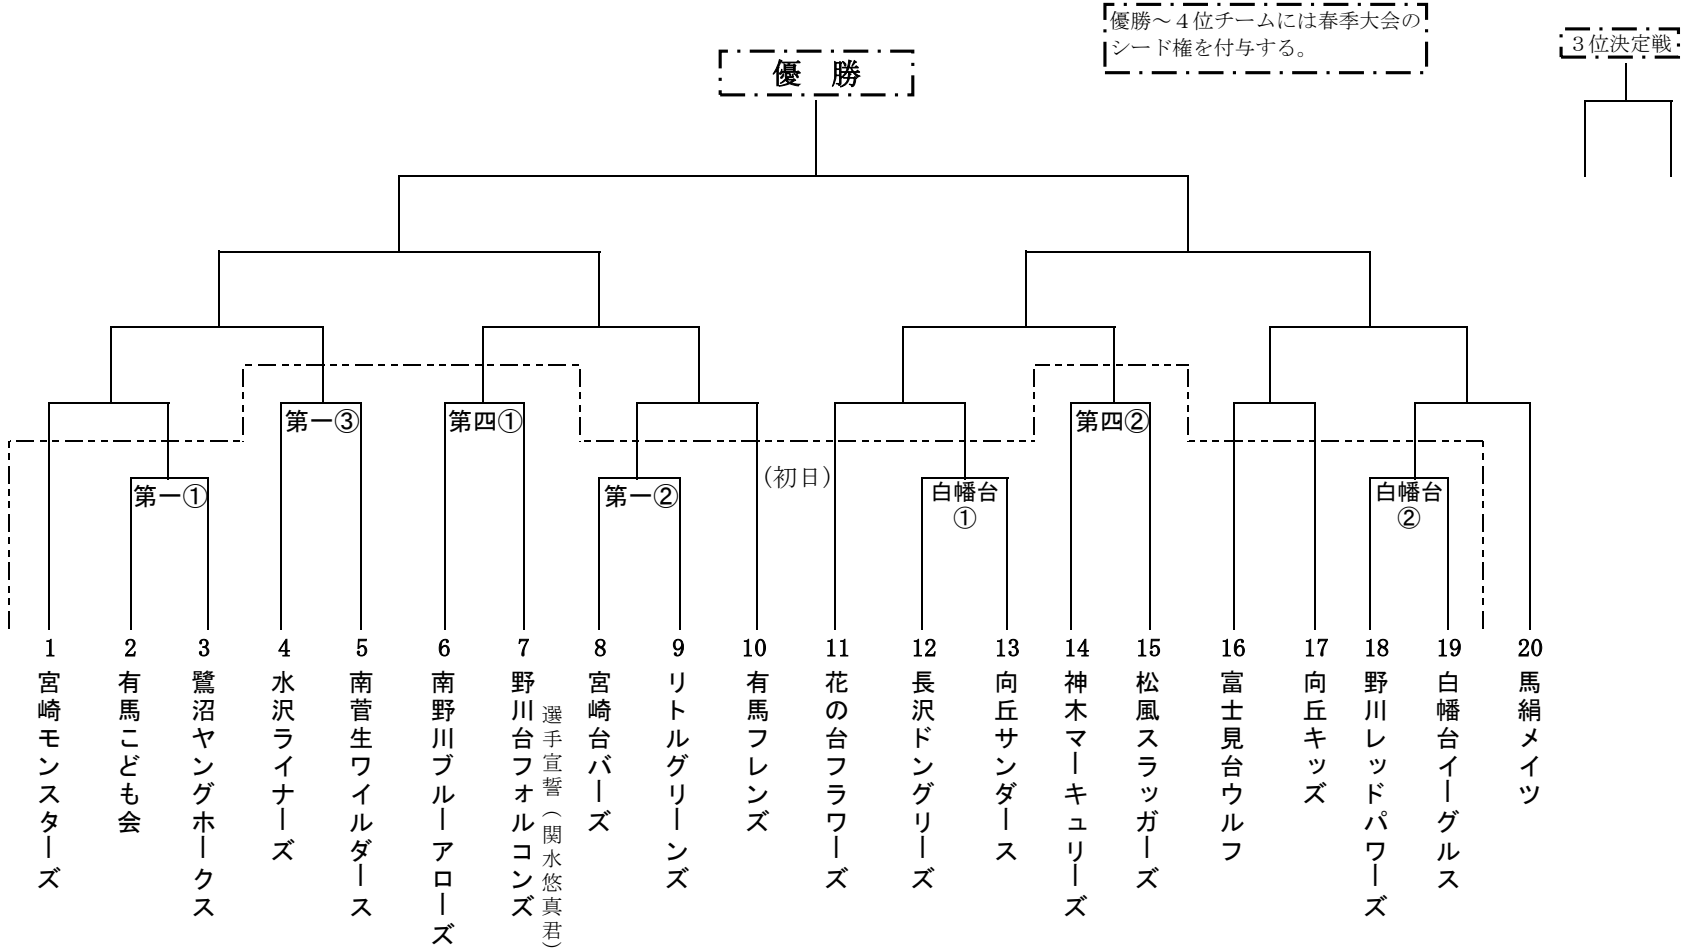 優勝～４位チームには春季大会の
シード権を付与する。
３位決定戦
優　勝
第一③
第四①
第四②
第一①
第一②
(初日)
白幡台
①
白幡台
②
1
2
3
4
5
6
7
8
9
10
11
12
13
14
15
16
17
18
19
20
宮崎モンスターズ
有馬こども会
鷺沼ヤングホークス
水沢ライナーズ
南菅生ワイルダース
南野川ブルーアローズ
野川台フォルコンズ
選手宣誓（関水悠真君）
宮崎台バーズ
リトルグリーンズ
有馬フレンズ
花の台フラワーズ
長沢ドングリーズ
向丘サンダース
神木マーキュリーズ
松風スラッガーズ
富士見台ウルフ
向丘キッズ
野川レッドパワーズ
白幡台イーグルス
馬絹メイツ